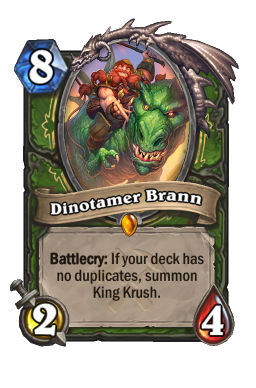 8
Dinotamer Brann
Battlecry: If your deck has
no duplicates, summon
King Krush.
2
4